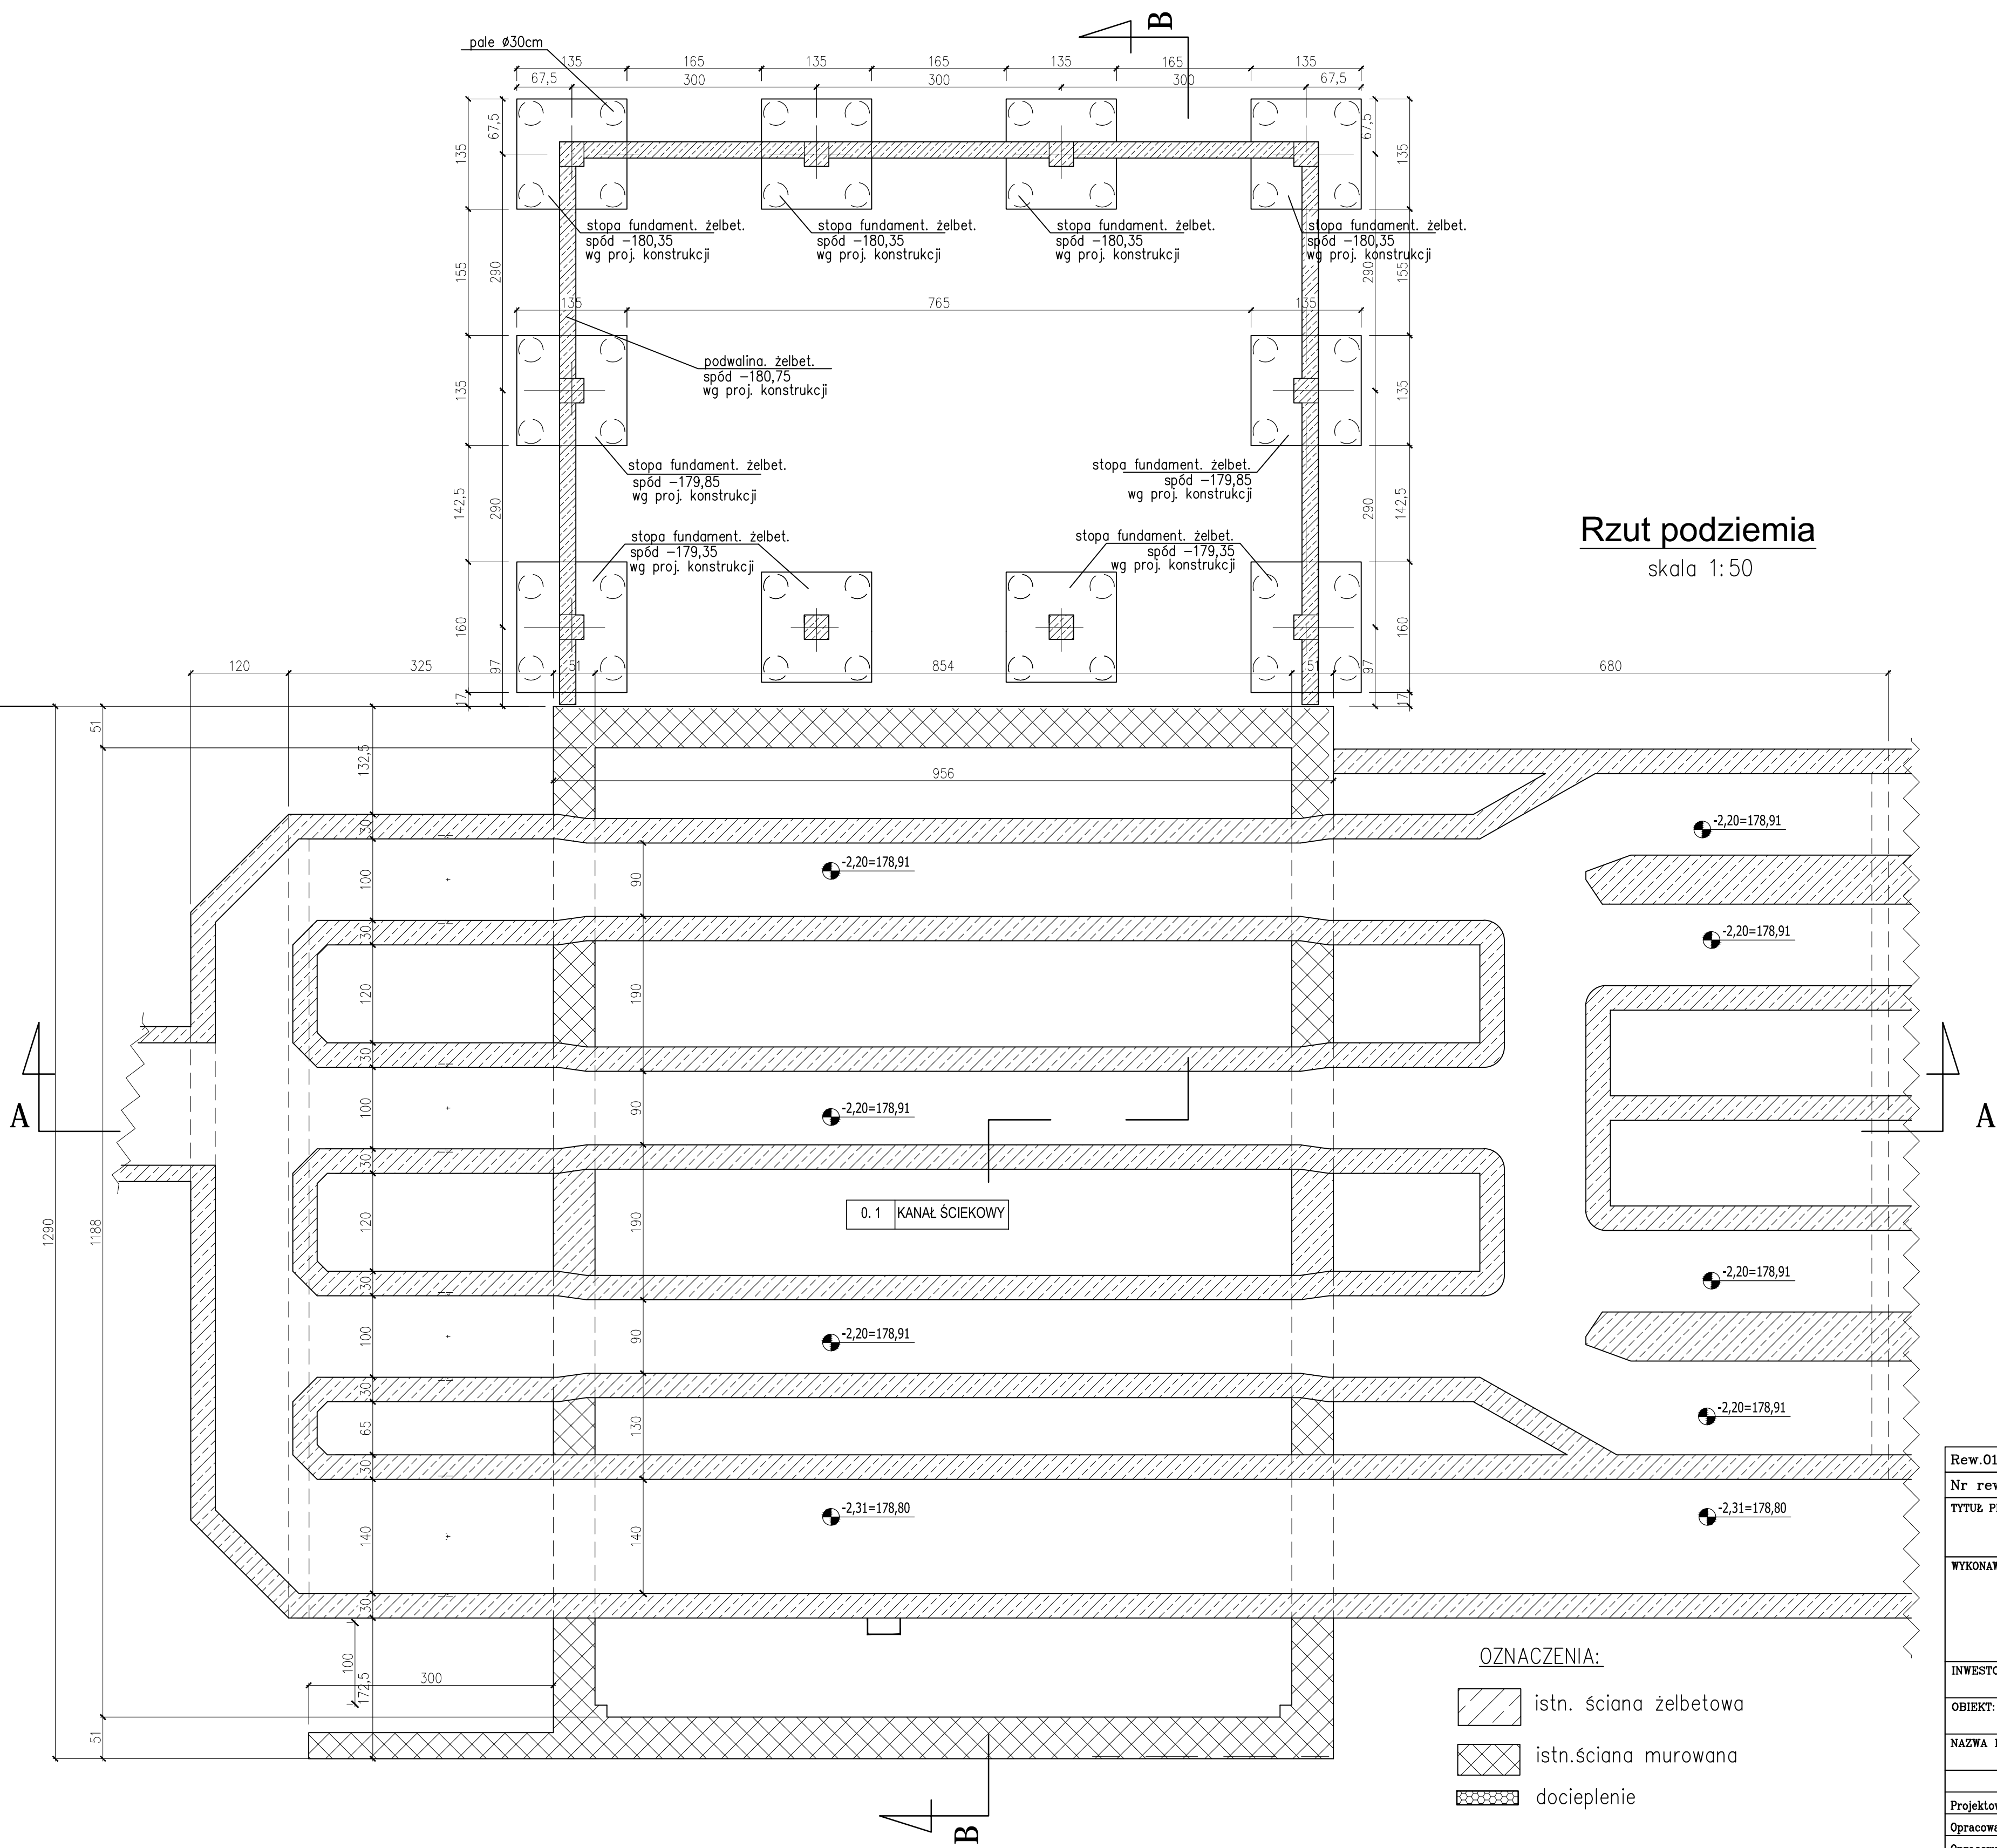 B
pale ø30cm
135 165 135 165 135 165 135
67,5 300 300 300 67,5
67,5
135
67,5
135
stopa fundament. żelbet.
spód -180,35
wg proj. konstrukcji
stopa fundament. żelbet.
spód -180,35
wg proj. konstrukcji
stopa fundament. żelbet.
spód -180,35
wg proj. konstrukcji
stopa fundament. żelbet.
spód -180,35
wg proj. konstrukcji
155
290
290
155
135 765 135
podwalina. żelbet.
spód -180,75
wg proj. konstrukcji
135
135
stopa fundament. żelbet.
spód -179,85
wg proj. konstrukcji
stopa fundament. żelbet.
spód -179,85
wg proj. konstrukcji
142,5
290
290
142,5
stopa fundament. żelbet.
spód -179,35
wg proj. konstrukcji
stopa fundament. żelbet.
spód -179,35
wg proj. konstrukcji
Rzut podziemia
skala 1:50
160
97
17
160
97
17
120 325 51 854 51 680
51
132,5
956
30
100
90
-2,20=178,91
-2,20=178,91
30
120
190
-2,20=178,91
30
100
90
-2,20=178,91
A
A
30
120
190
0.1 KANAŁ ŚCIEKOWY
1290
1188
30
100
90
-2,20=178,91
-2,20=178,91
30
65
130
-2,20=178,91
30
140
140
-2,31=178,80
-2,31=178,80
30
100
172,5
300
51
B
OZNACZENIA:
istn. ściana żelbetowa
istn.ściana murowana
docieplenie
Rew.01
Nr rew
TYTUŁ P
WYKONAW
INWESTO
OBIEKT:
NAZWA
Projektow
Opracowa